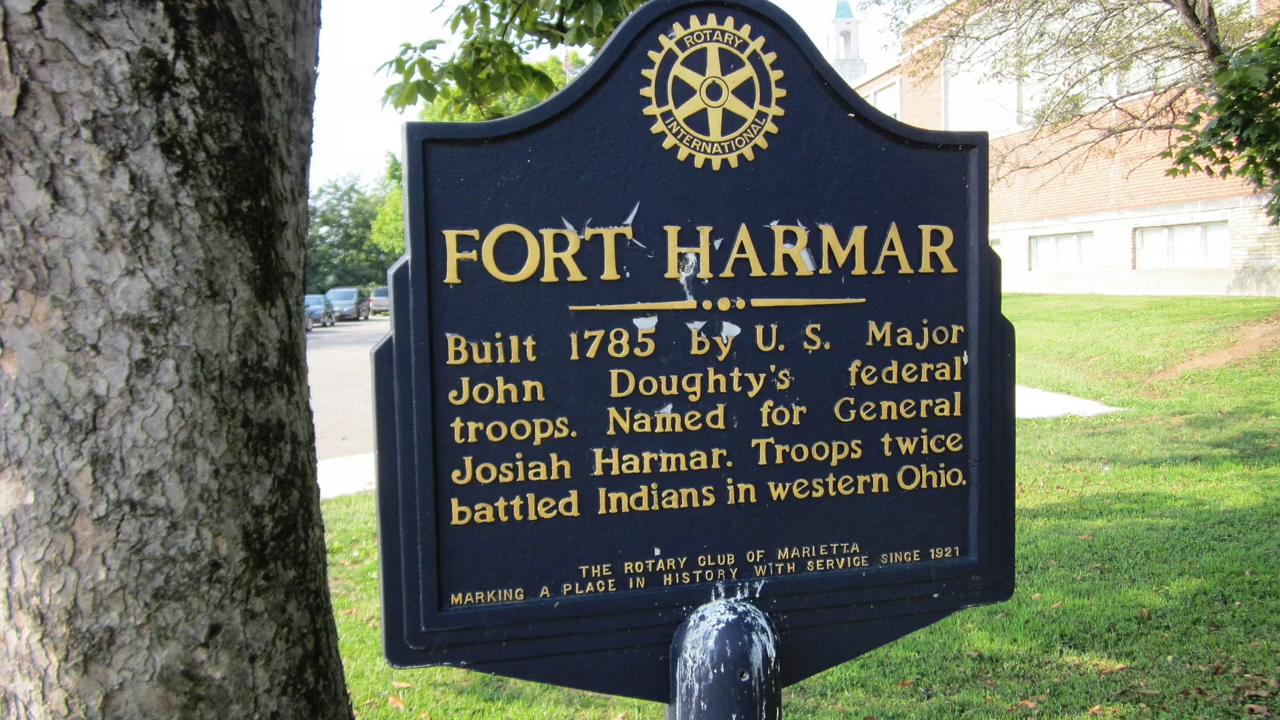 ROTARY
INTERNATIONAL
FORT HARMAR
Built 1785 by U. S. Major
John Doughty's federal
troops. Named for General
Josiah Harmar. Troops twice
battled Indians in western Ohio.
THE ROTARY CLUB OF MARIETTA
MARKING A PLACE IN HISTORY WITH SERVICE SINCE 1921